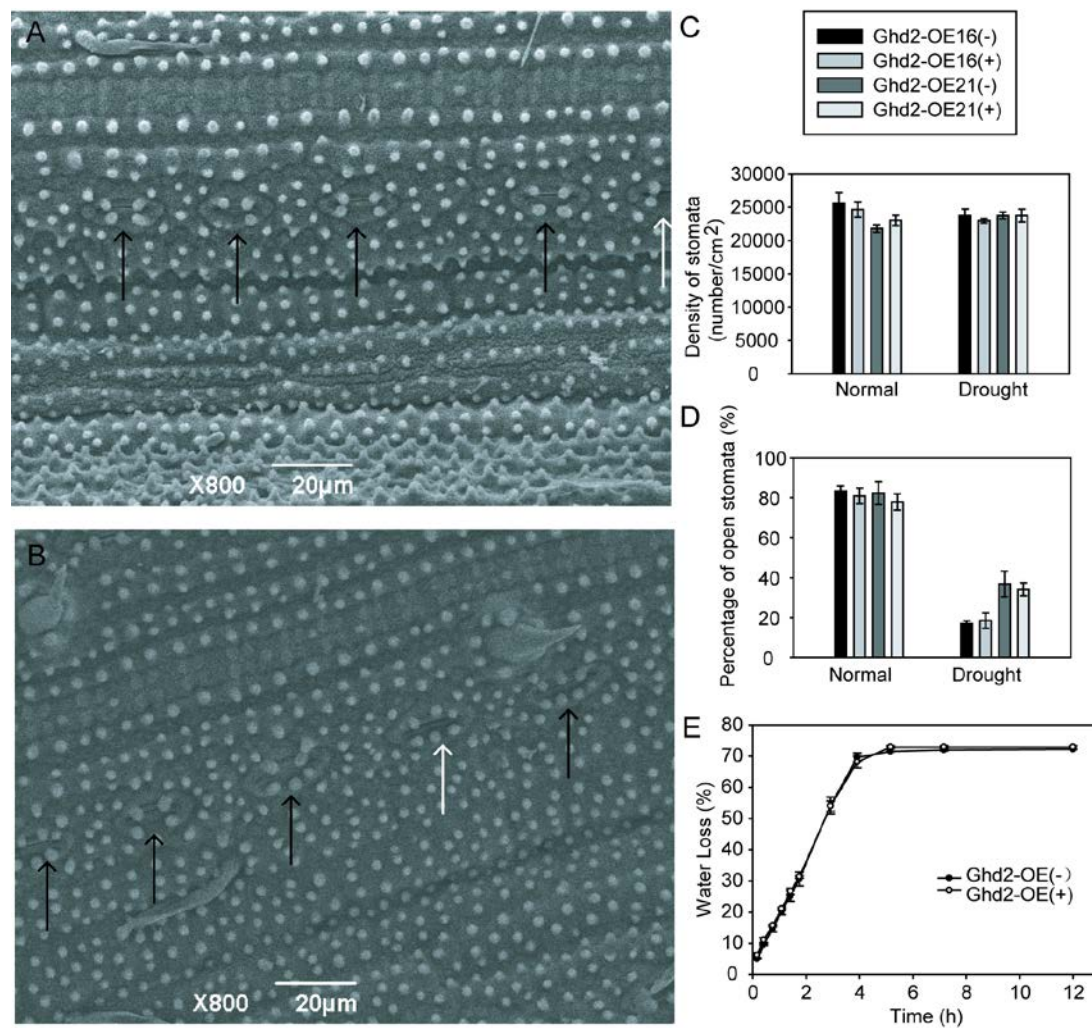 A
X800 20μm
B
X800 20μm
C
Ghd2-OE16(-)
Ghd2-OE16(+)
Ghd2-OE21(-)
Ghd2-OE21(+)
Density of stomata
(number/cm2)
30000
25000
20000
15000
10000
5000
0
Normal Drought
D
Percentage of open stomata (%)
100
80
60
40
20
0
Normal Drought
E
Water Loss (%)
80
70
60
50
40
30
20
10
0
Ghd2-OE(-)
Ghd2-OE(+)
0 2 4 6 8 10 12
Time (h)